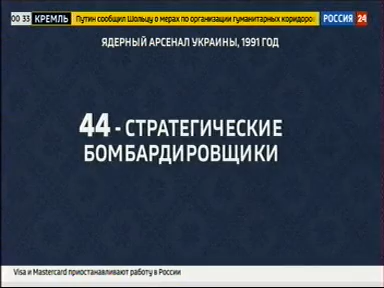 00 33 КРЕМЛЬ Путин сообщил Шольцу о мерах по организации гуманитарных коридоров РОССИЯ 24
ЯДЕРНЫЙ АРСЕНАЛ УКРАИНЫ, 1991 ГОД
44 - СТРАТЕГИЧЕСКИЕ
БОМБАРДИРОВЩИКИ
Visa и Mastercard приостанавливают работу в России